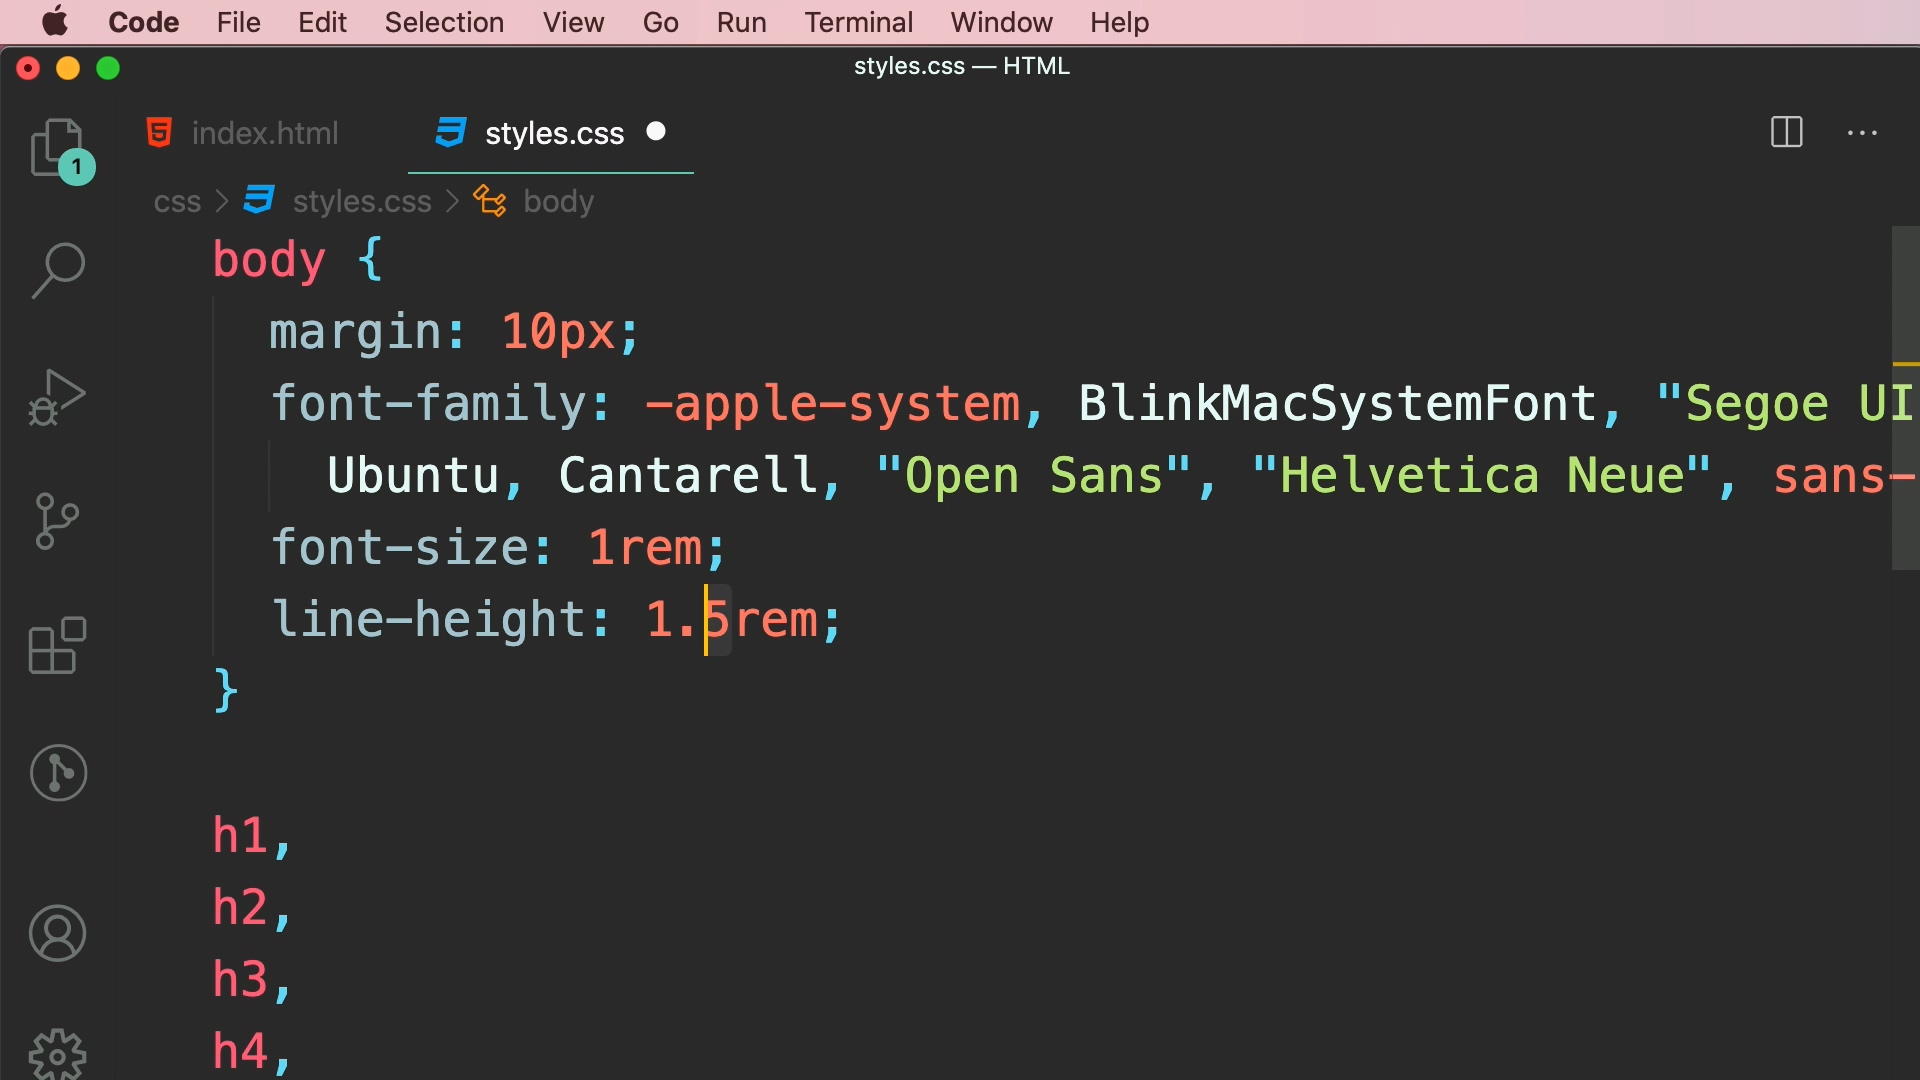 Code File Edit Selection View Go Run Terminal Window Help
styles.css — HTML
index.html styles.css
1
css > styles.css > body
body {
margin: 10px;
font-family: -apple-system, BlinkMacSystemFont, "Segoe UI
Ubuntu, Cantarell, "Open Sans", "Helvetica Neue", sans-
font-size: 1rem;
line-height: 1.5rem;
}
h1,
h2,
h3,
h4,